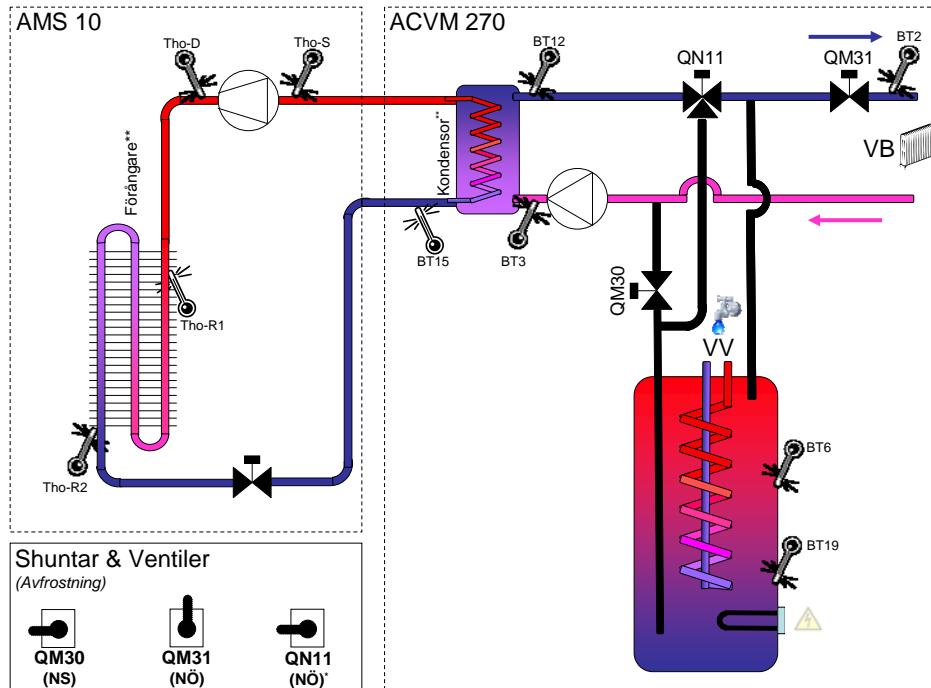 AMS 10
ACVM 270
Tho-D
Tho-S
BT12
QN11
QM31
BT2
Förångare**
Kondensor**
VB
BT15
BT3
Tho-R1
QM30
VV
BT6
Tho-R2
BT19
Shuntar & Ventiler
(Avfrostning)
QM30
(NS)
QM31
(NÖ)
QN11
(NÖ)*